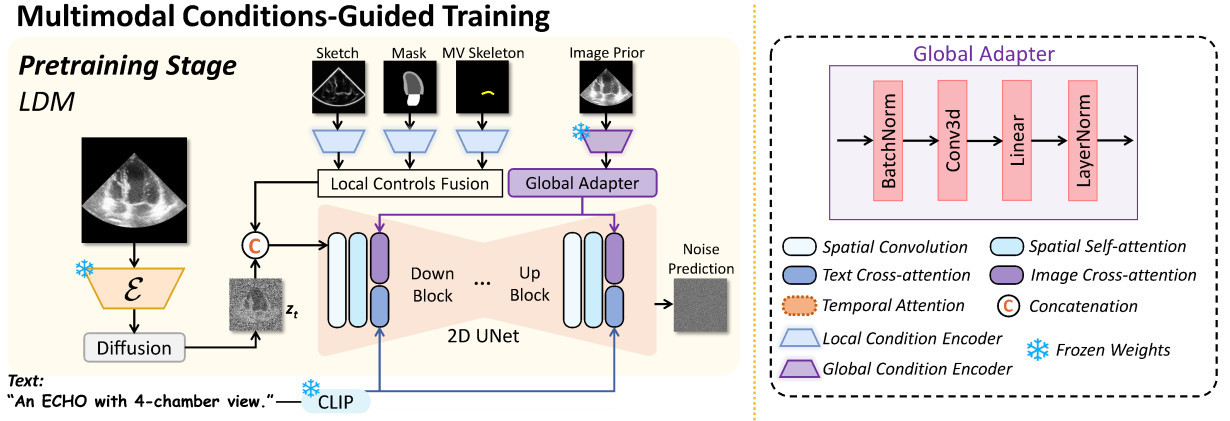 Multimodal Conditions-Guided Training
Pretraining Stage
LDM
Sketch
Mask
MV Skeleton
Image Prior
Local Controls Fusion
Global Adapter
C
ℰ
Diffusion
z_t
Down
Block
...
Up
Block
2D UNet
Noise
Prediction
Text:
“An ECHO with 4-chamber view.”
CLIP
Global Adapter
BatchNorm
Conv3d
Linear
LayerNorm
Spatial Convolution
Spatial Self-attention
Text Cross-attention
Image Cross-attention
Temporal Attention
C Concatenation
Local Condition Encoder
Frozen Weights
Global Condition Encoder